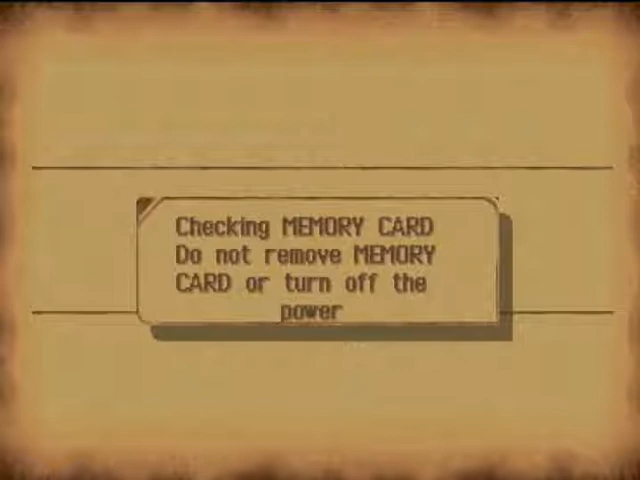 Checking MEMORY CARD
Do not remove MEMORY
CARD or turn off the
power